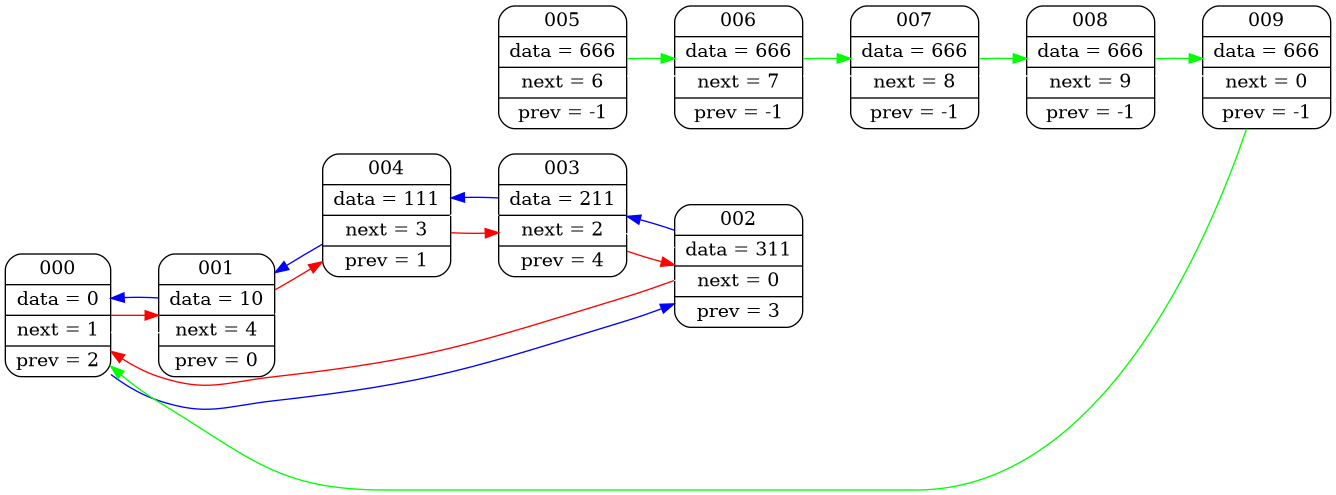 005
data = 666
next = 6
prev = -1
006
data = 666
next = 7
prev = -1
007
data = 666
next = 8
prev = -1
008
data = 666
next = 9
prev = -1
009
data = 666
next = 0
prev = -1
004
data = 111
next = 3
prev = 1
003
data = 211
next = 2
prev = 4
002
data = 311
next = 0
prev = 3
000
data = 0
next = 1
prev = 2
001
data = 10
next = 4
prev = 0